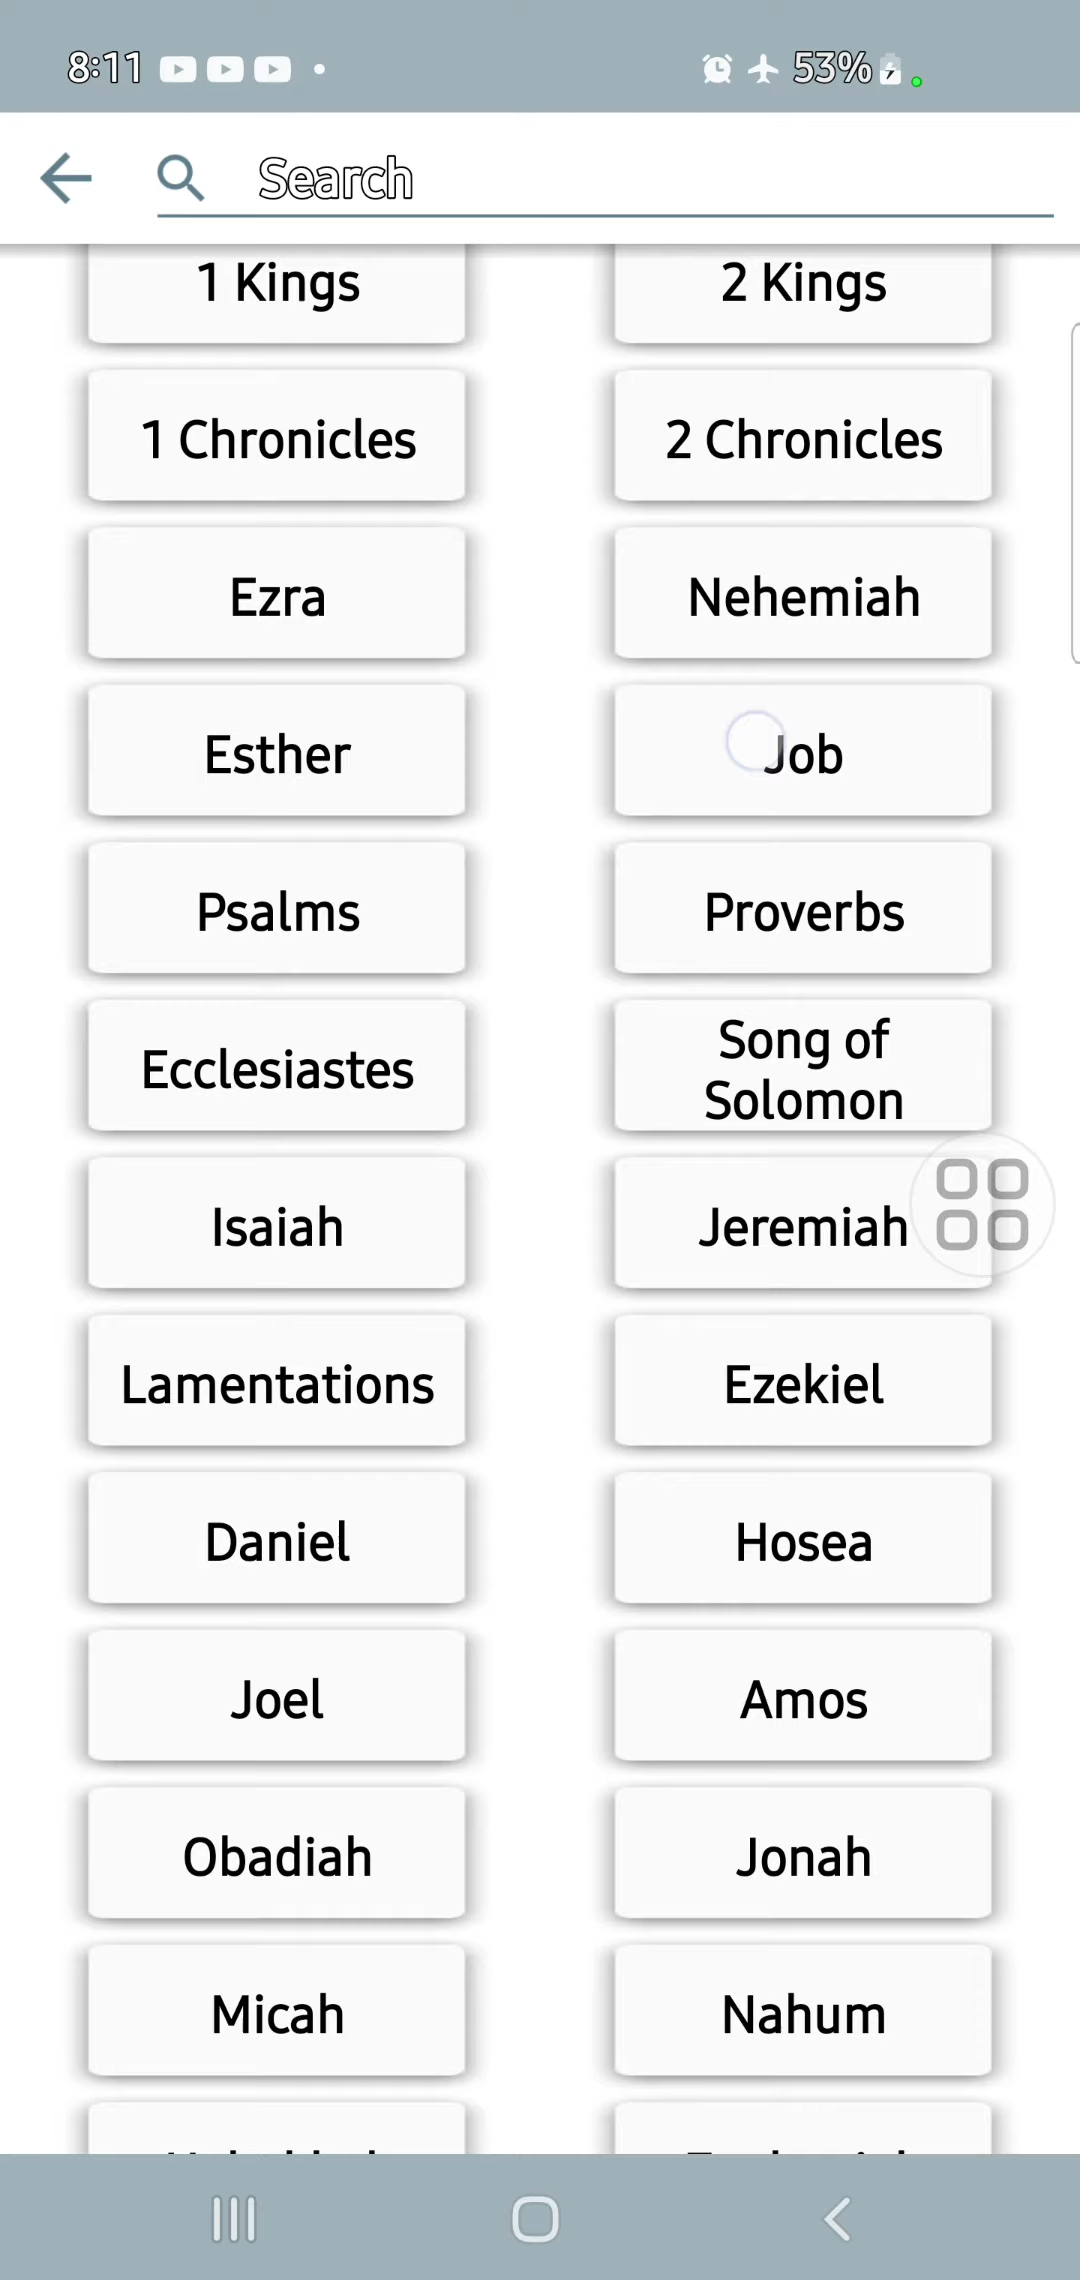 8:11
53%
Search
1 Kings
2 Kings
1 Chronicles
2 Chronicles
Ezra
Nehemiah
Esther
Job
Psalms
Proverbs
Ecclesiastes
Song of
Solomon
Isaiah
Jeremiah
Lamentations
Ezekiel
Daniel
Hosea
Joel
Amos
Obadiah
Jonah
Micah
Nahum